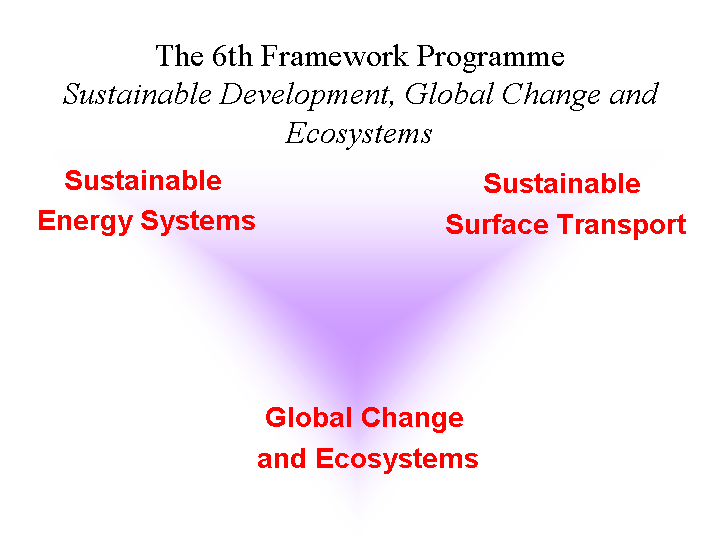 The 6th Framework Programme
Sustainable Development, Global Change and
Ecosystems
Sustainable
Energy Systems
Sustainable
Surface Transport
Global Change
and Ecosystems